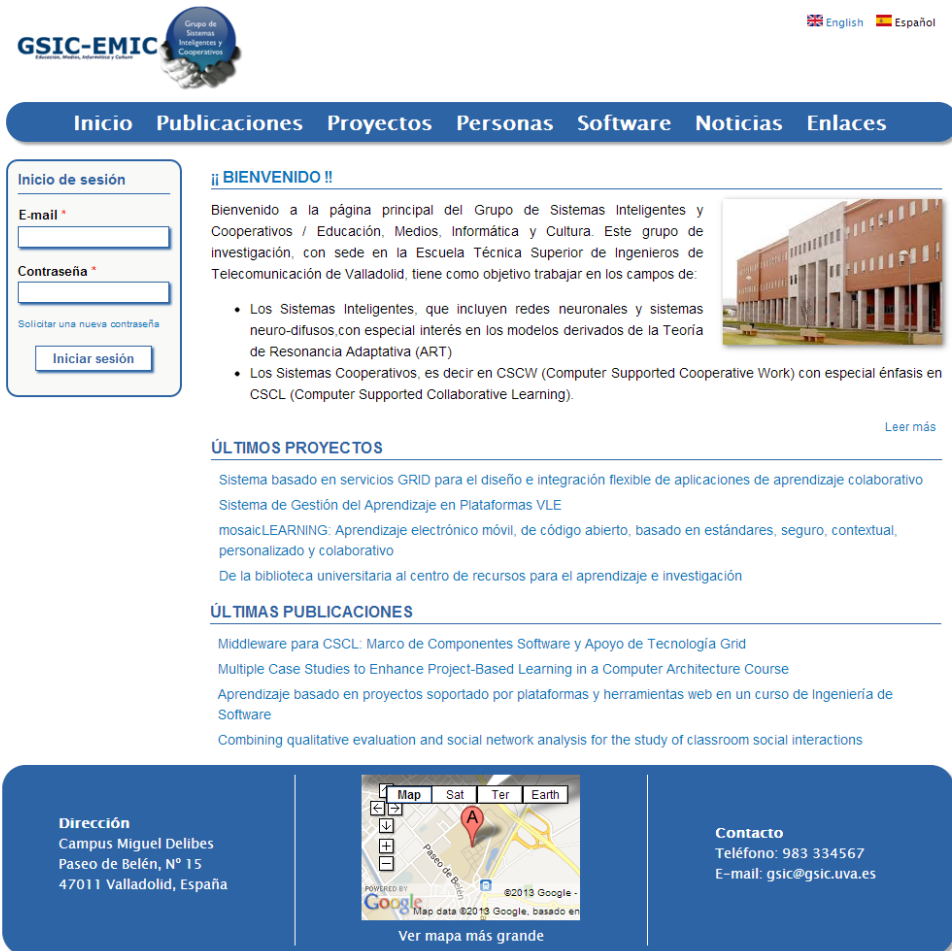 GSIC-EMIC
Educación, Medios, Informática y Cultura
Grupo de
Sistemas
Inteligentes y
Cooperativos
English Español
Inicio Publicaciones Proyectos Personas Software Noticias Enlaces
Inicio de sesión
E-mail *
Contraseña *
Solicitar una nueva contraseña
Iniciar sesión
¡¡ BIENVENIDO !!
Bienvenido a la página principal del Grupo de Sistemas Inteligentes y
Cooperativos / Educación, Medios, Informática y Cultura. Este grupo de
investigación, con sede en la Escuela Técnica Superior de Ingenieros de
Telecomunicación de Valladolid, tiene como objetivo trabajar en los campos de:
• Los Sistemas Inteligentes, que incluyen redes neuronales y sistemas
neuro-difusos,con especial interés en los modelos derivados de la Teoría
de Resonancia Adaptativa (ART)
• Los Sistemas Cooperativos, es decir en CSCW (Computer Supported Cooperative Work) con especial énfasis en
CSCL (Computer Supported Collaborative Learning).
Leer más
ÚLTIMOS PROYECTOS
Sistema basado en servicios GRID para el diseño e integración flexible de aplicaciones de aprendizaje colaborativo
Sistema de Gestión del Aprendizaje en Plataformas VLE
mosaicLEARNING: Aprendizaje electrónico móvil, de código abierto, basado en estándares, seguro, contextual,
personalizado y colaborativo
De la biblioteca universitaria al centro de recursos para el aprendizaje e investigación
ÚLTIMAS PUBLICACIONES
Middleware para CSCL: Marco de Componentes Software y Apoyo de Tecnología Grid
Multiple Case Studies to Enhance Project-Based Learning in a Computer Architecture Course
Aprendizaje basado en proyectos soportado por plataformas y herramientas web en un curso de Ingeniería de
Software
Combining qualitative evaluation and social network analysis for the study of classroom social interactions
Dirección
Campus Miguel Delibes
Paseo de Belén, Nº 15
47011 Valladolid, España
Map Sat Ter Earth
A
Paseo de Belén
POWERED BY
Google
©2013 Google -
Map data ©2013 Google, basado en
Ver mapa más grande
Contacto
Teléfono: 983 334567
E-mail: gsic@gsic.uva.es